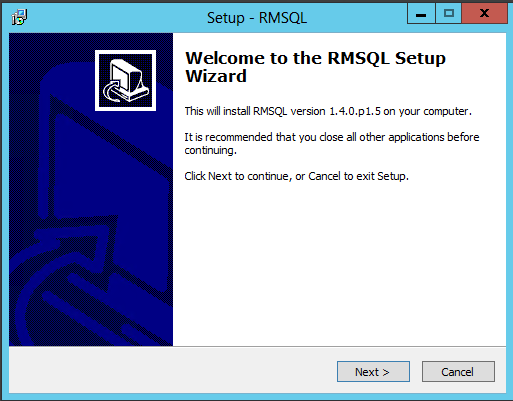 Setup - RMSQL
Welcome to the RMSQL Setup
Wizard
This will install RMSQL version 1.4.0.p1.5 on your computer.
It is recommended that you close all other applications before
continuing.
Click Next to continue, or Cancel to exit Setup.
Next >
Cancel